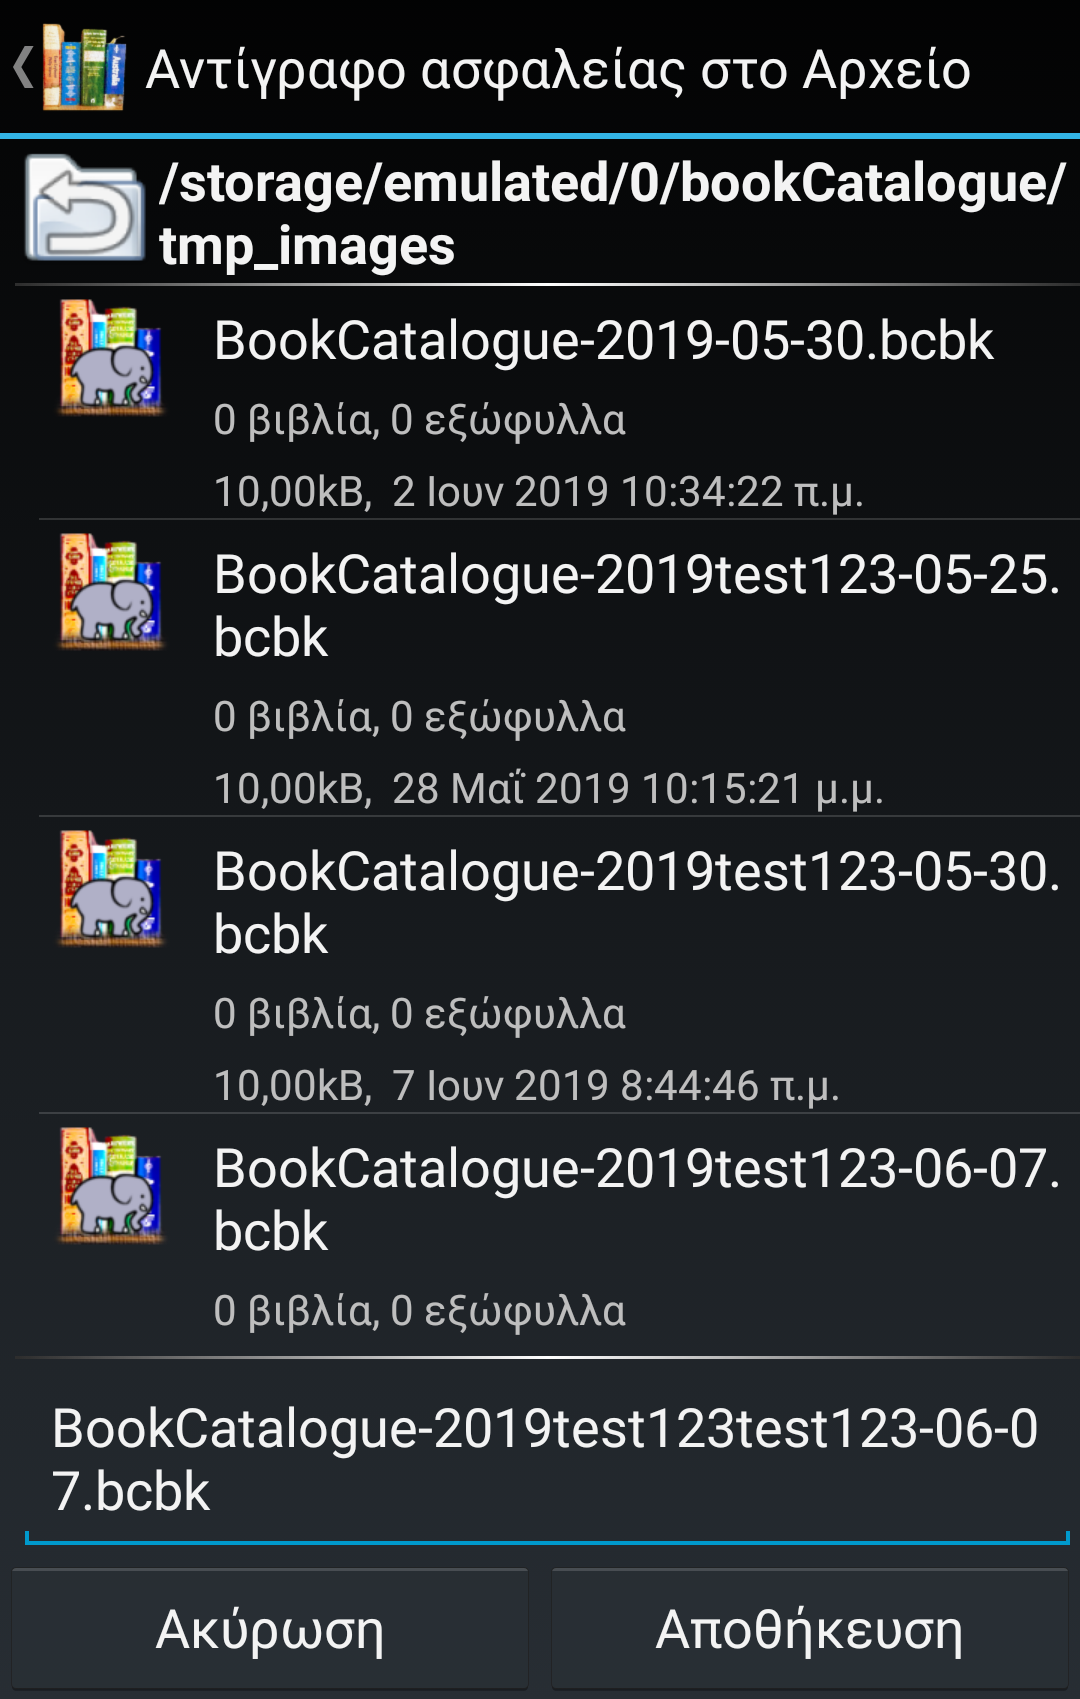 Αντίγραφο ασφαλείας στο Αρχείο
/storage/emulated/0/bookCatalogue/
tmp_images
BookCatalogue-2019-05-30.bcbk
0 βιβλία, 0 εξώφυλλα
10,00kB, 2 Ιουν 2019 10:34:22 π.μ.
BookCatalogue-2019test123-05-25.
bcbk
0 βιβλία, 0 εξώφυλλα
10,00kB, 28 Μαΐ 2019 10:15:21 μ.μ.
BookCatalogue-2019test123-05-30.
bcbk
0 βιβλία, 0 εξώφυλλα
10,00kB, 7 Ιουν 2019 8:44:46 π.μ.
BookCatalogue-2019test123-06-07.
bcbk
0 βιβλία, 0 εξώφυλλα
BookCatalogue-2019test123test123-06-0
7.bcbk
Ακύρωση
Αποθήκευση